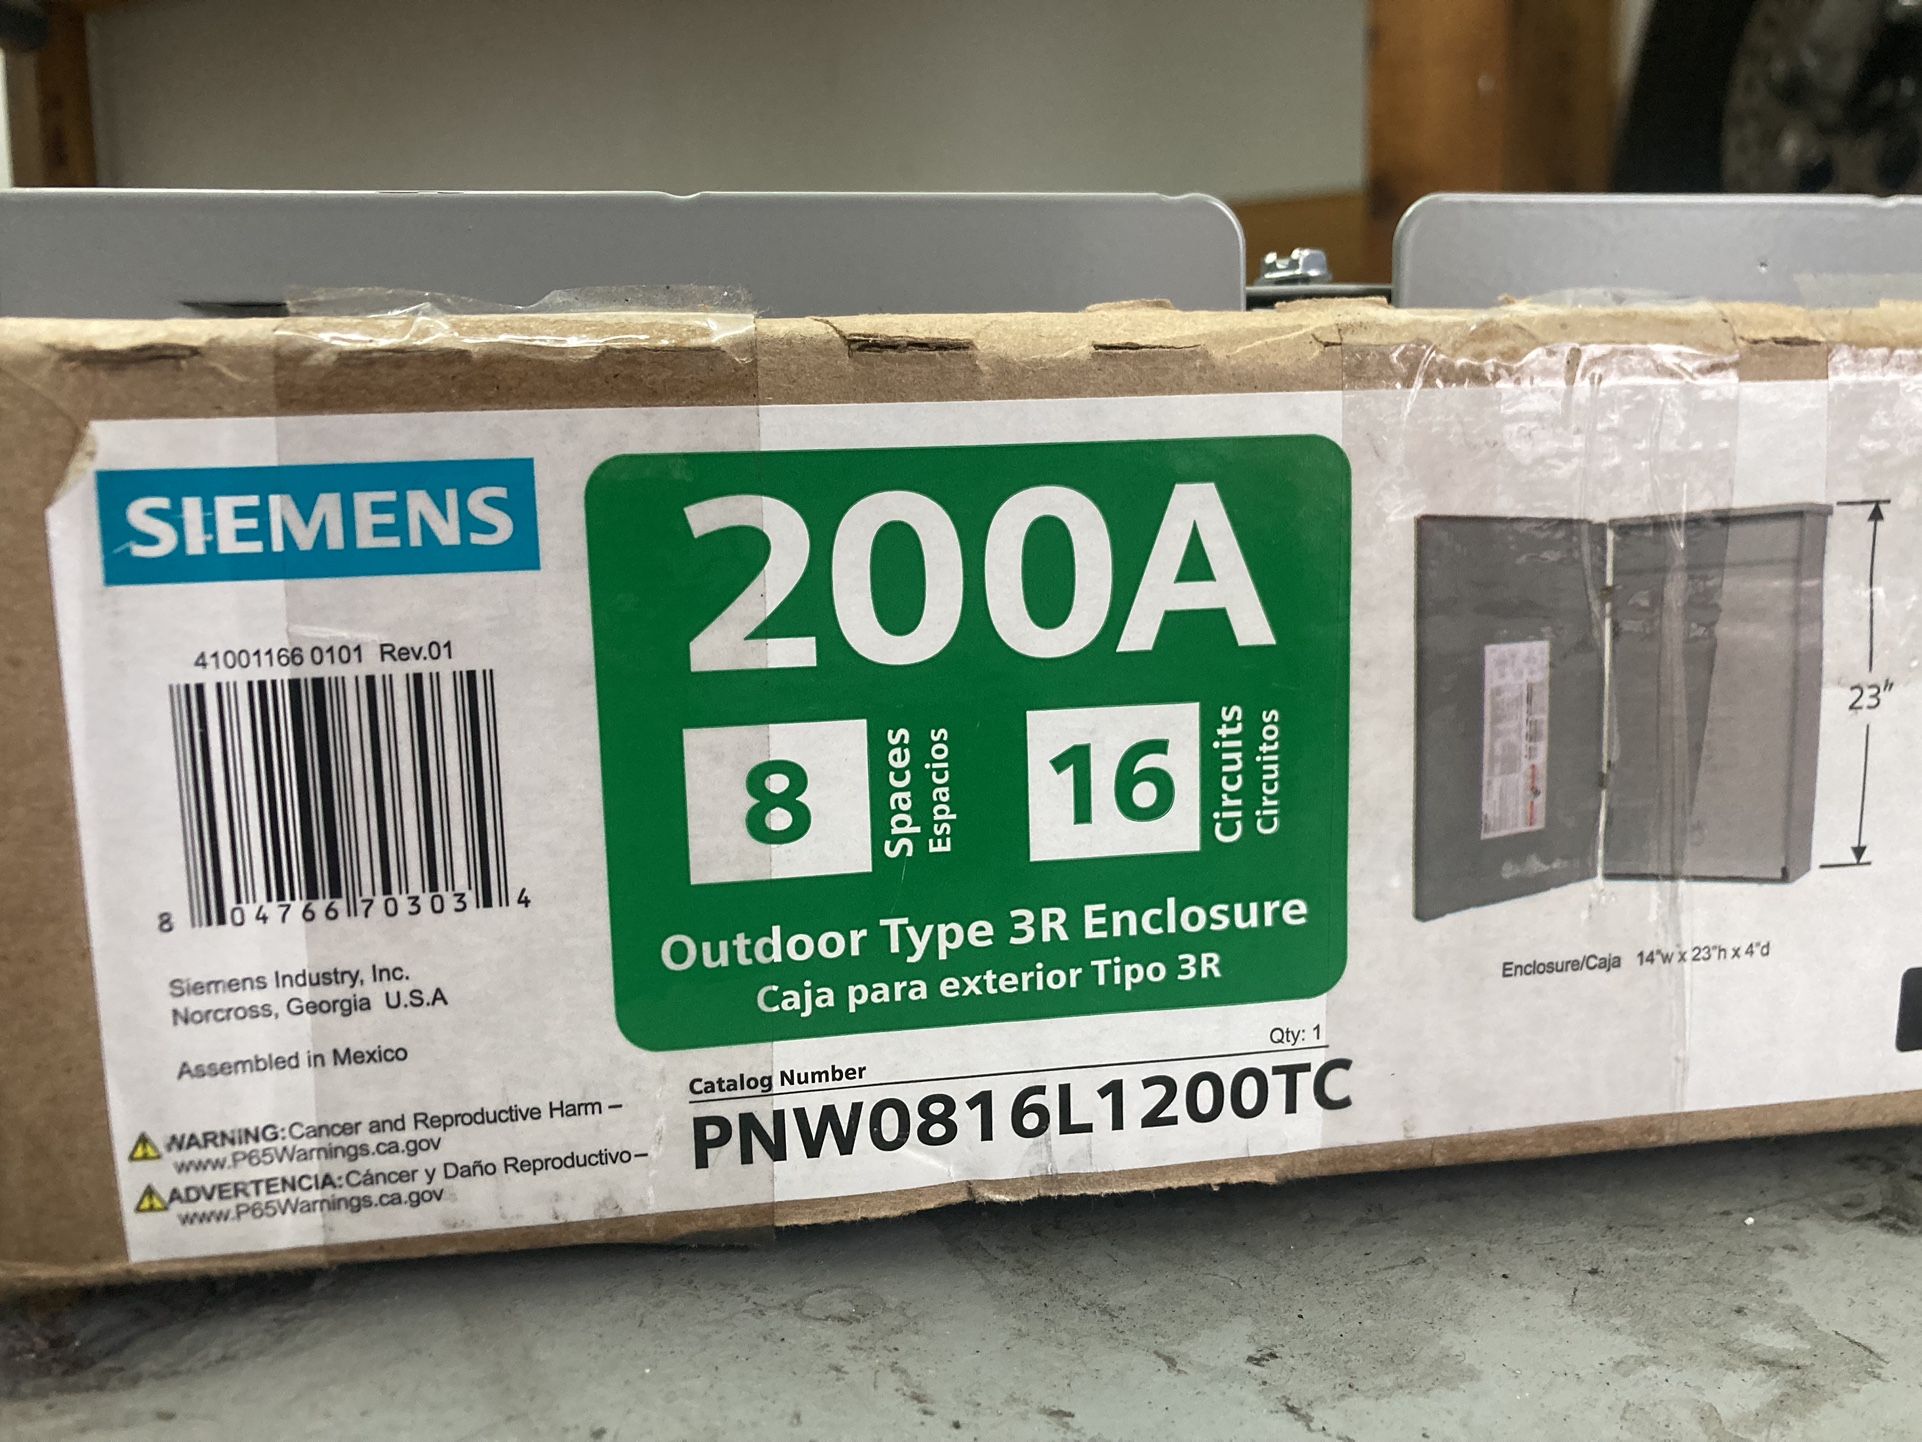 SIEMENS
41001166 0101 Rev.01
8 04766 70303 4
Siemens Industry, Inc.
Norcross, Georgia U.S.A
Assembled in Mexico
WARNING: Cancer and Reproductive Harm –
www.P65Warnings.ca.gov
ADVERTENCIA: Cáncer y Daño Reproductivo–
www.P65Warnings.ca.gov
200A
8
Spaces
Espacios
16
Circuits
Circuitos
Outdoor Type 3R Enclosure
Caja para exterior Tipo 3R
Qty: 1
Catalog Number
PNW0816L1200TC
23"
Enclosure/Caja 14"w x 23"h x 4"d